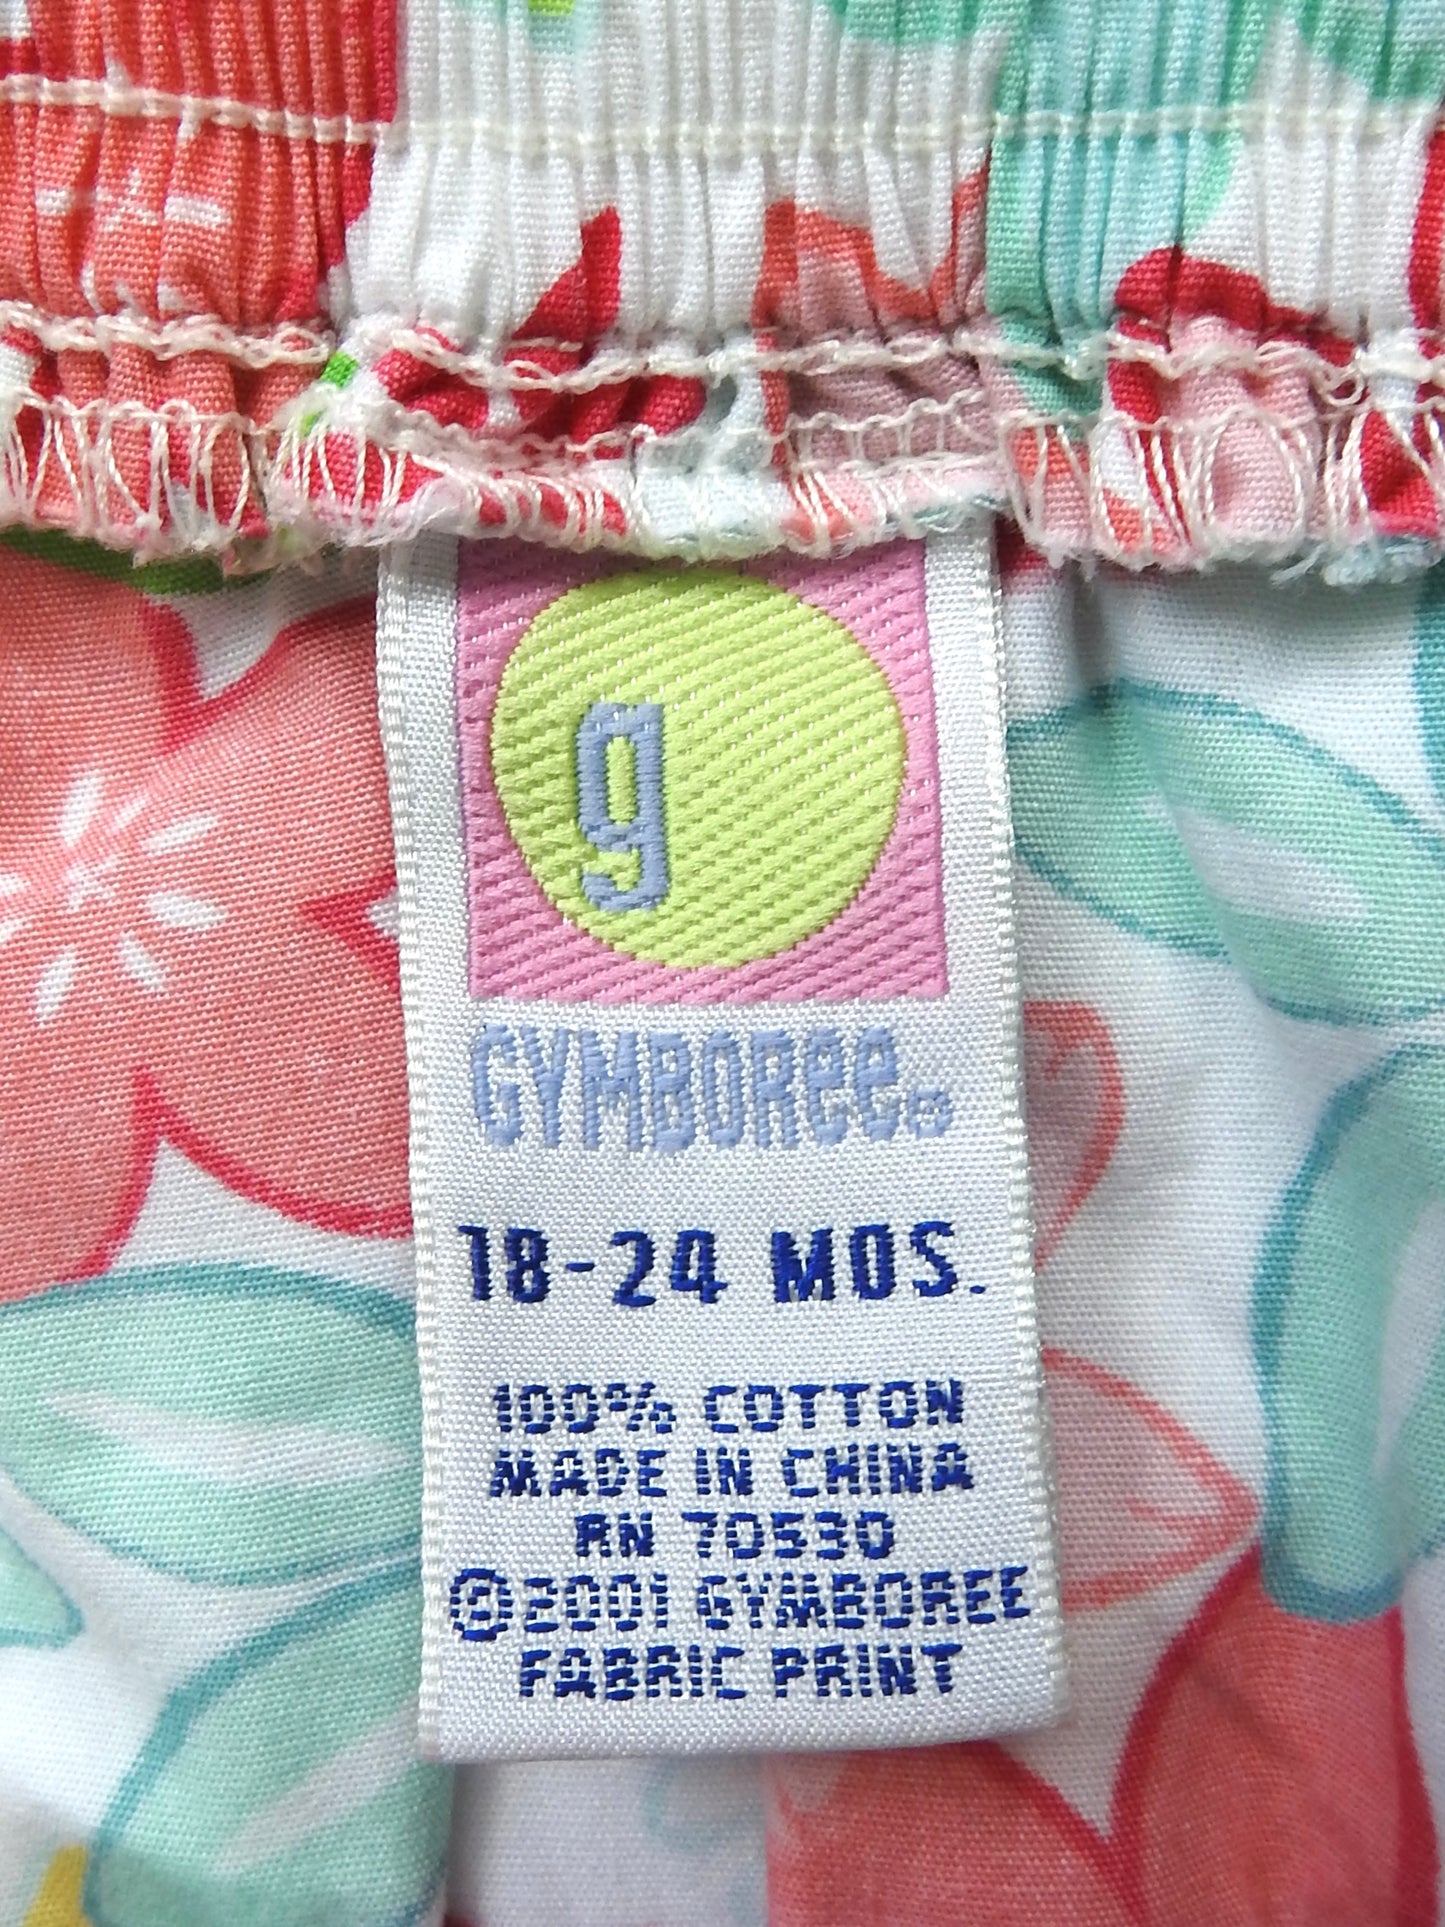 g
GYMBORee®
18-24 MOS.
100% COTTON
MADE IN CHINA
RN 70530
©2001 GYMBOREE
FABRIC PRINT